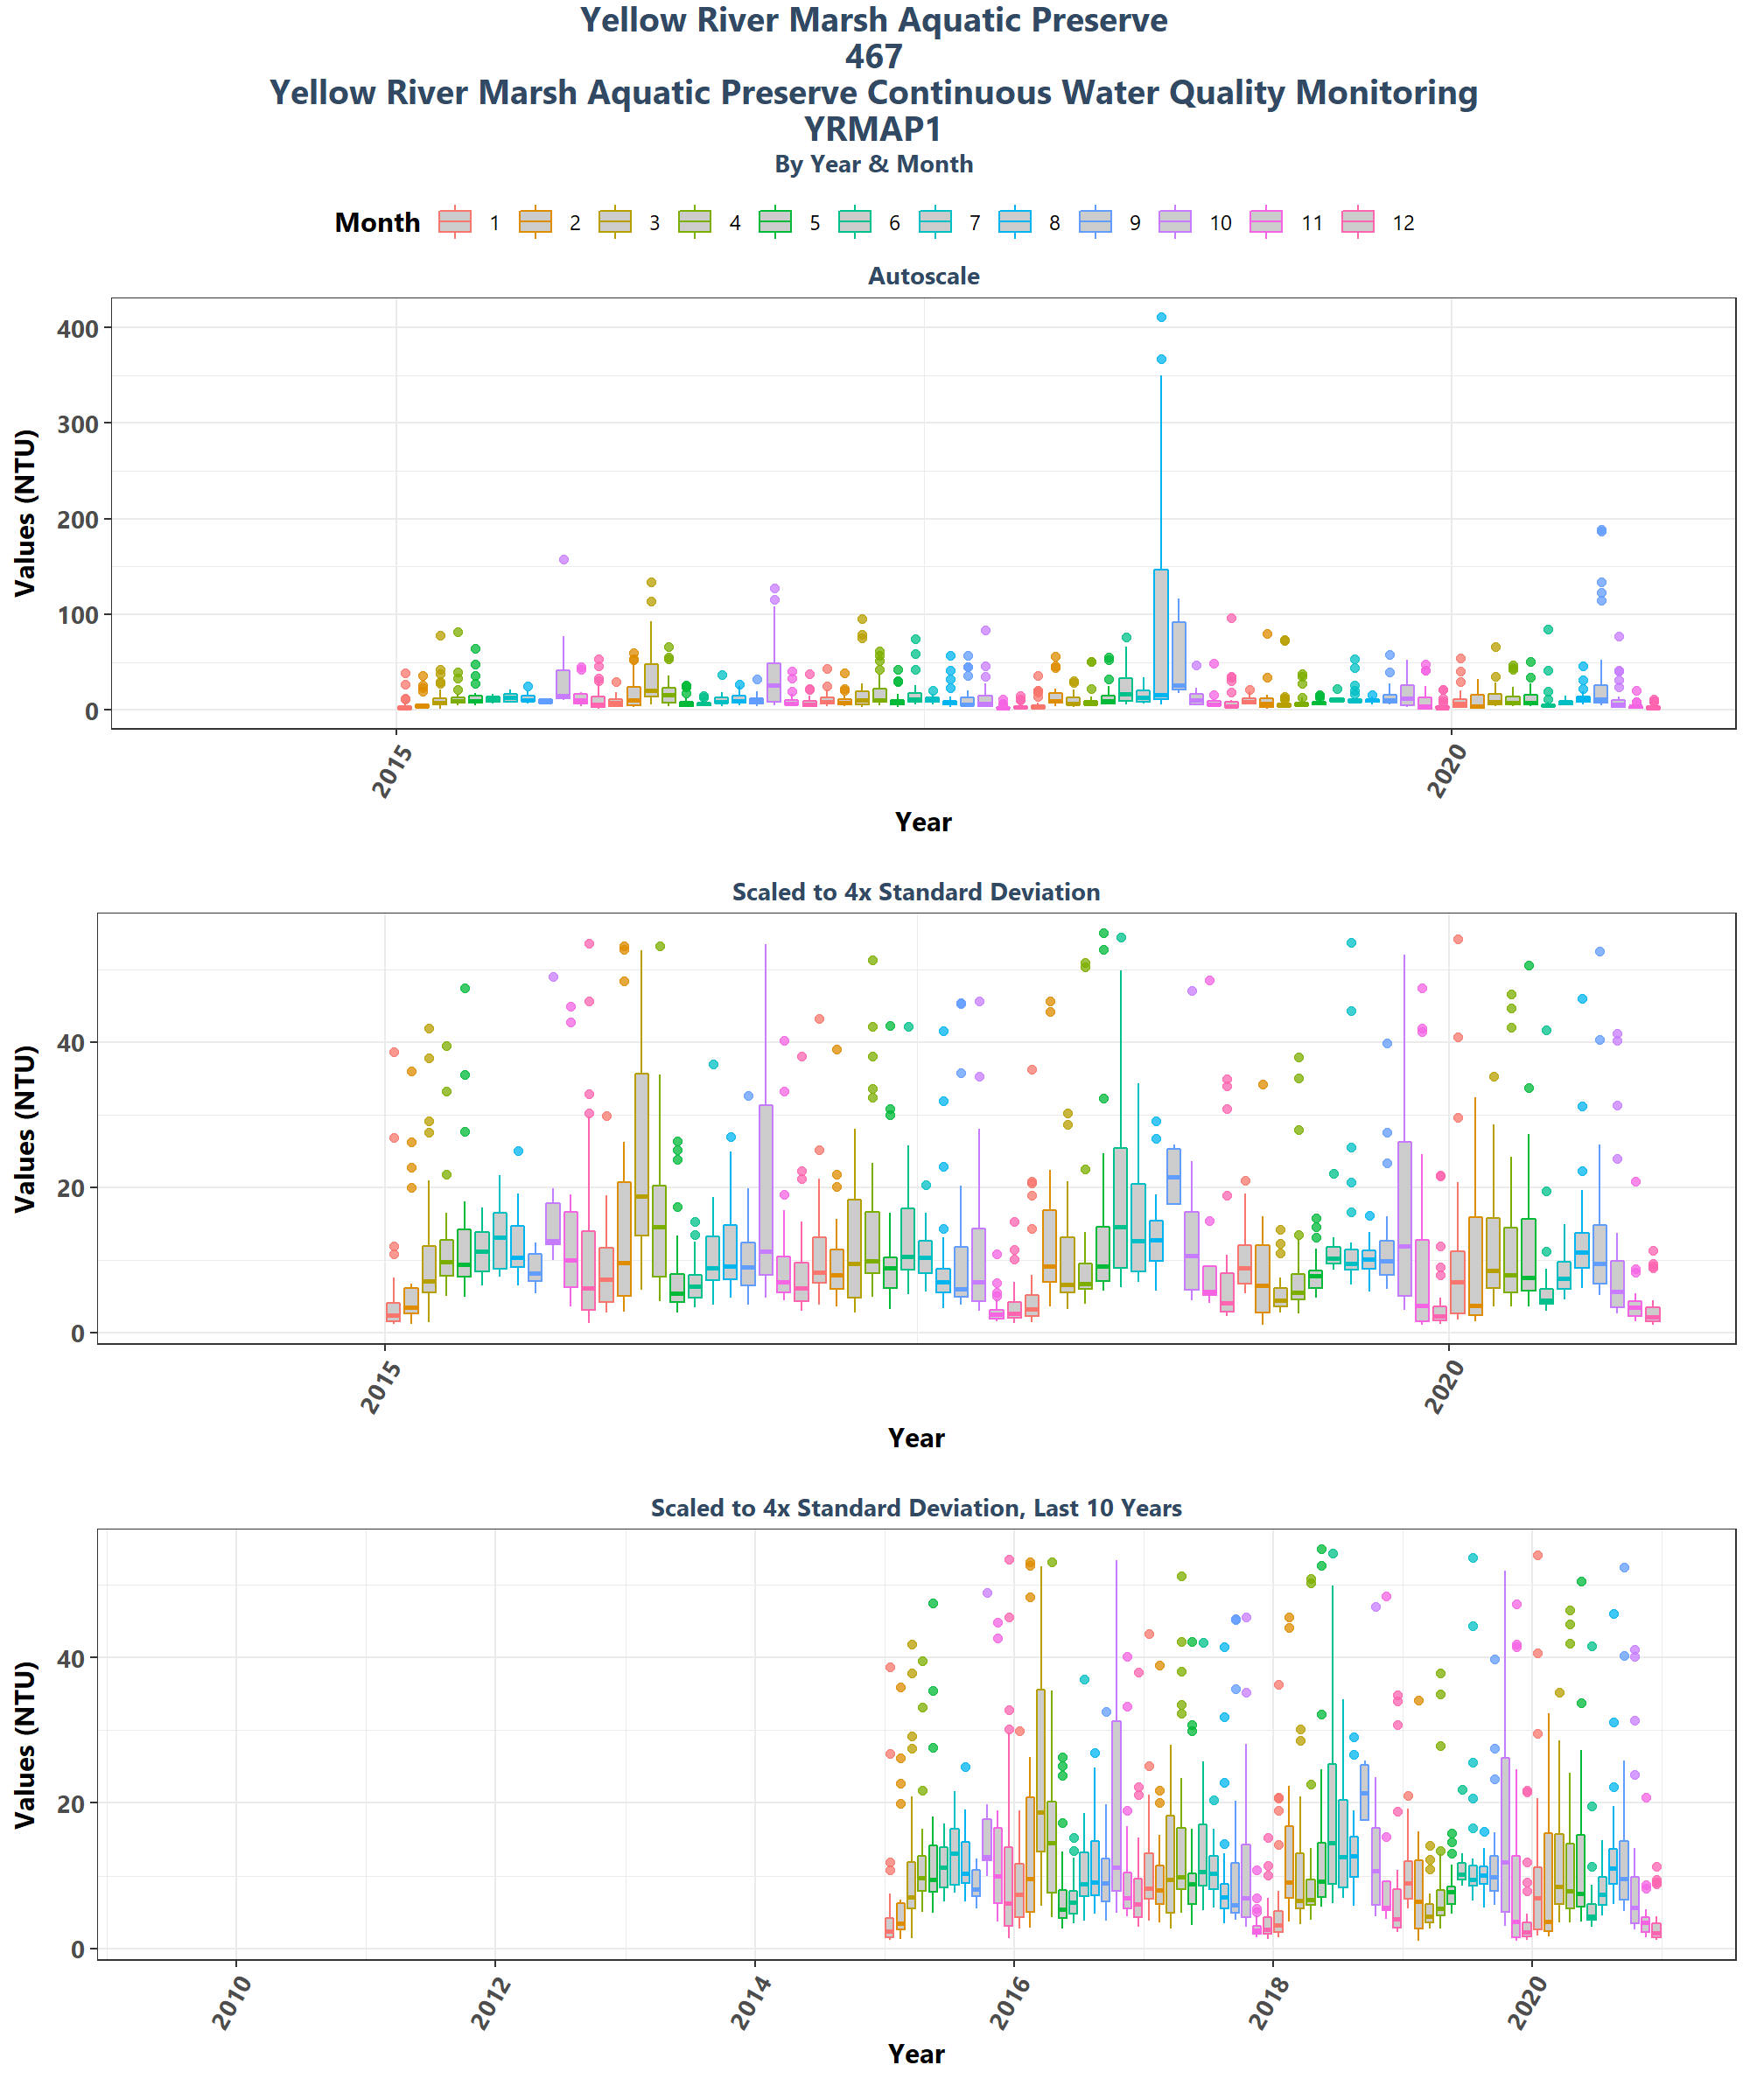 Yellow River Marsh Aquatic Preserve
467
Yellow River Marsh Aquatic Preserve Continuous Water Quality Monitoring
YRMAP1
By Year & Month
Month 1 2 3 4 5 6 7 8 9 10 11 12
Autoscale
Values (NTU)
400
300
200
100
0
2015 2020
Year
Scaled to 4x Standard Deviation
Values (NTU)
40
20
0
2015 2020
Year
Scaled to 4x Standard Deviation, Last 10 Years
Values (NTU)
40
20
0
2010 2012 2014 2016 2018 2020
Year